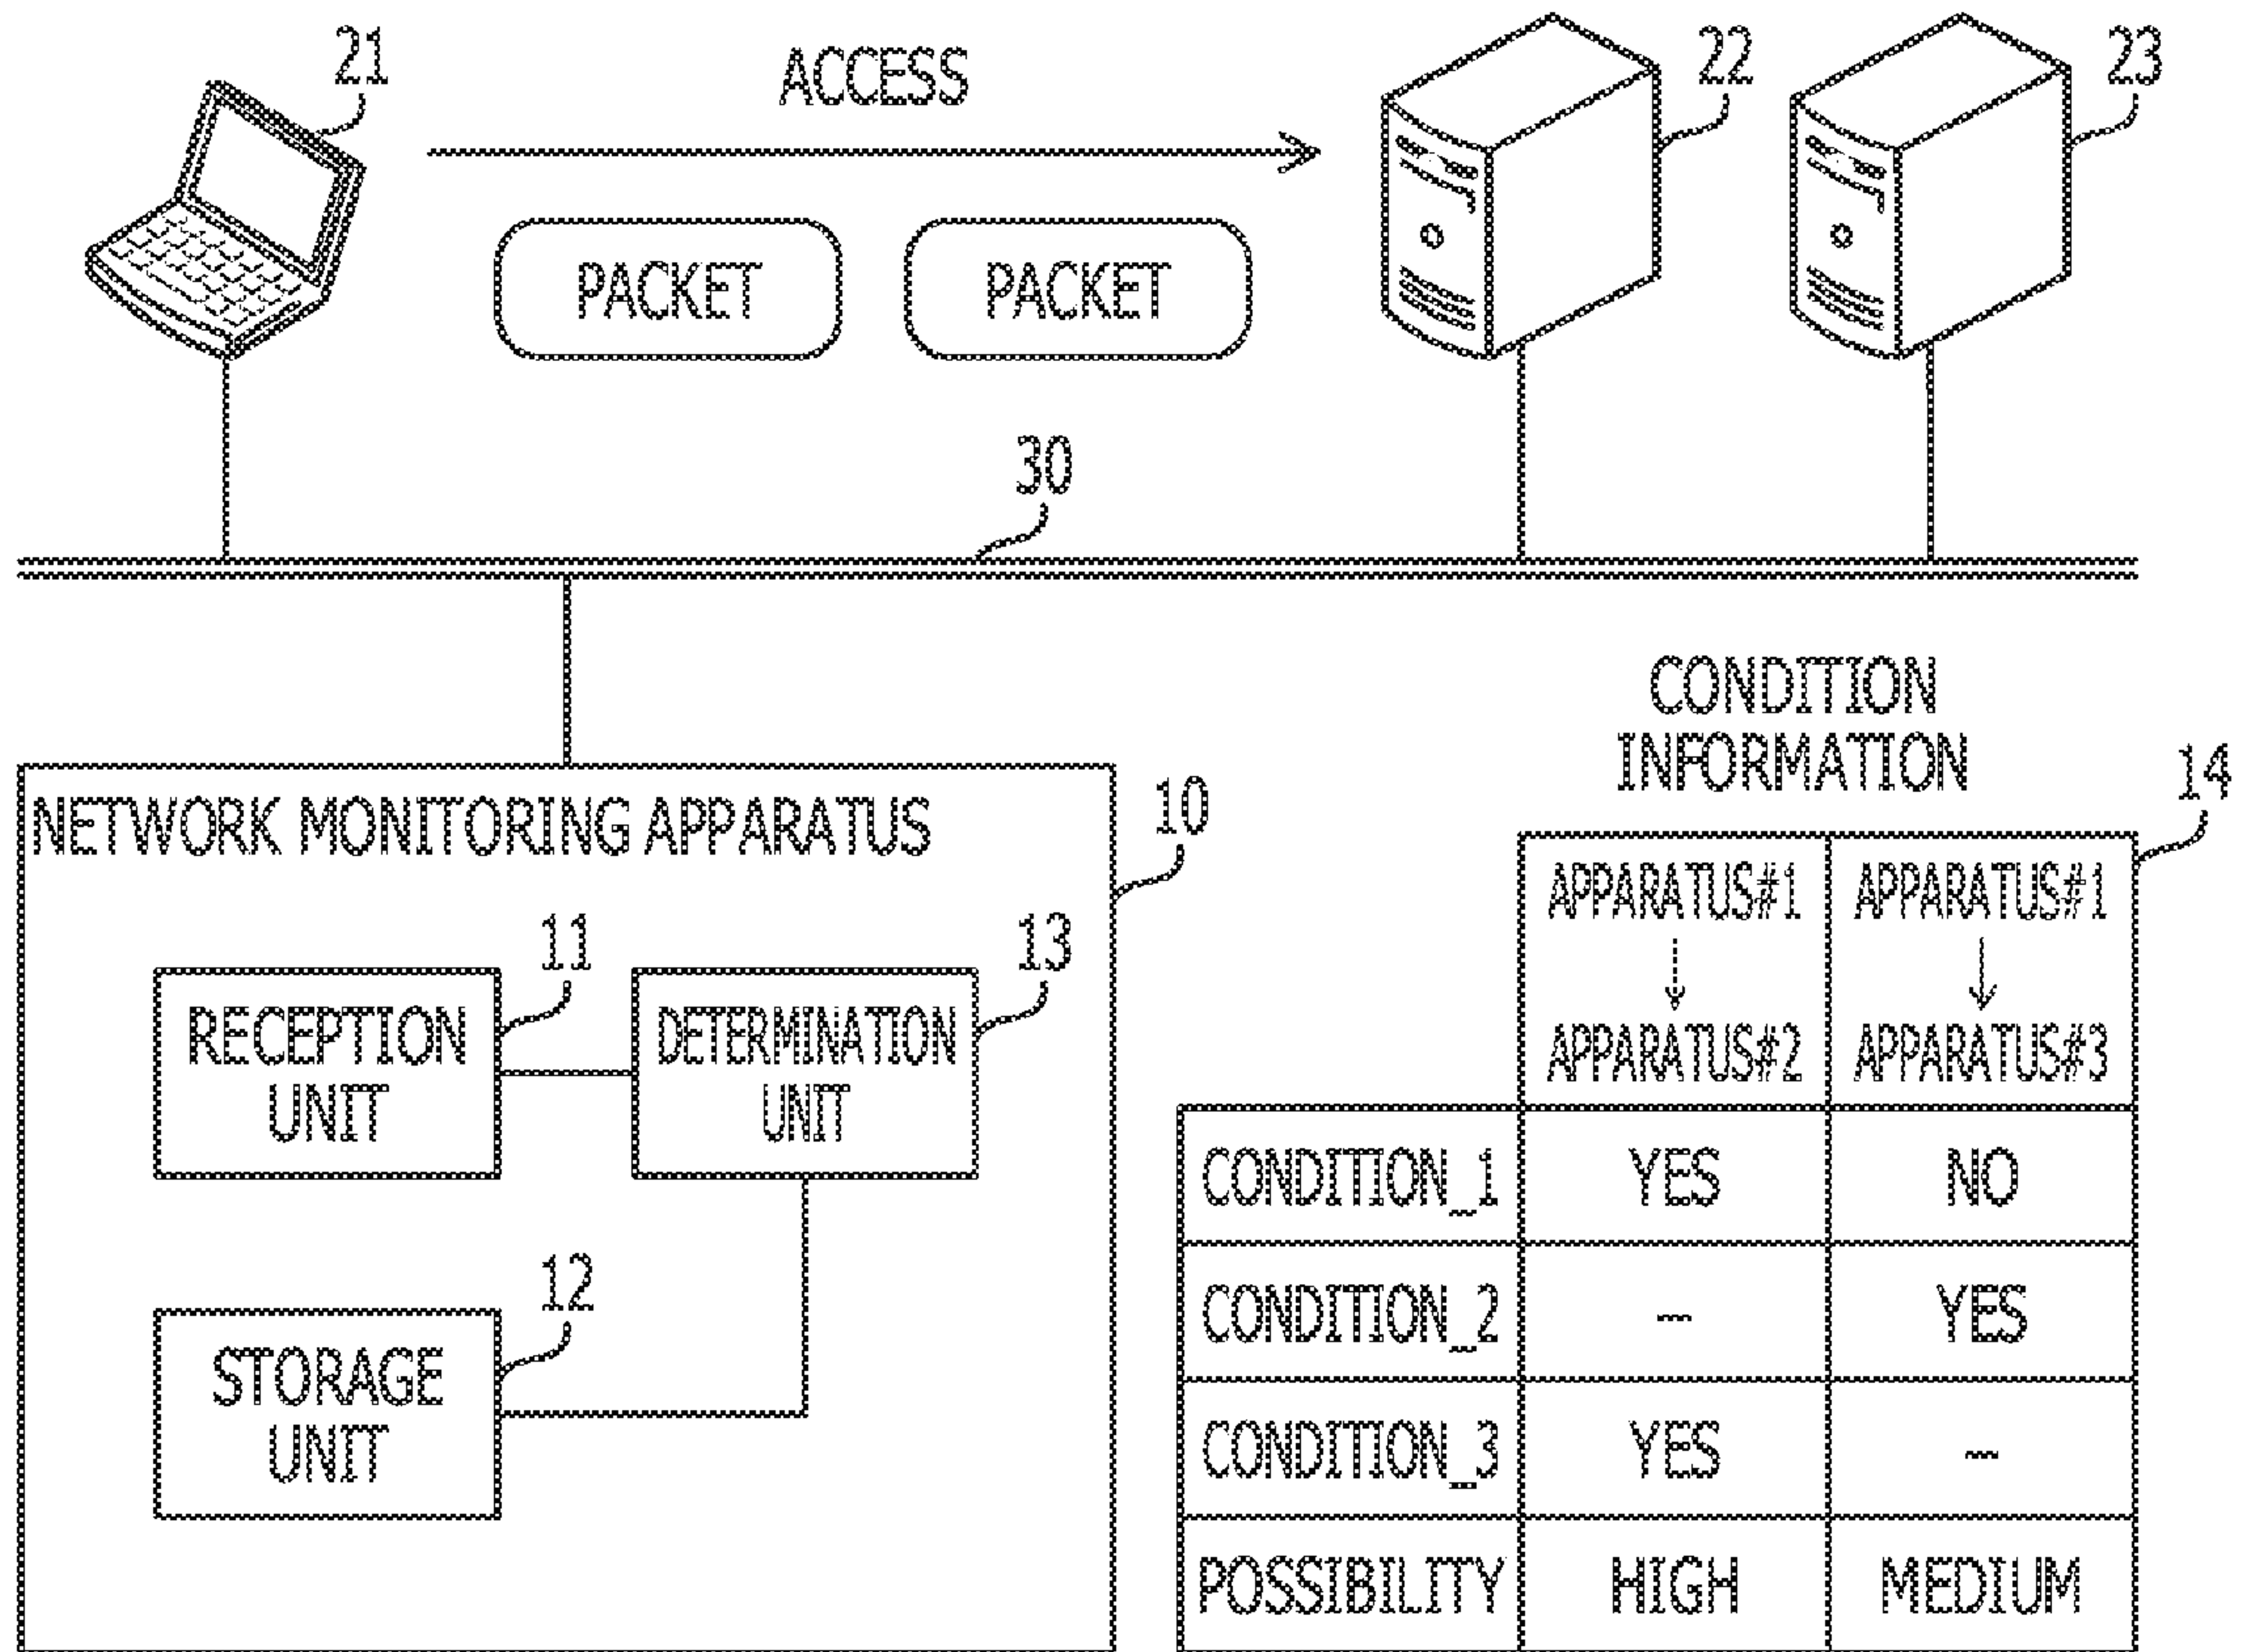 21
ACCESS
22
23
PACKET
PACKET
30
CONDITION
INFORMATION
14
NETWORK MONITORING APPARATUS
10
11
13
RECEPTION
UNIT
DETERMINATION
UNIT
12
STORAGE
UNIT
APPARATUS#1
↓
APPARATUS#2
APPARATUS#1
↓
APPARATUS#3
CONDITION_1 YES NO
CONDITION_2 - YES
CONDITION_3 YES -
POSSIBILITY HIGH MEDIUM